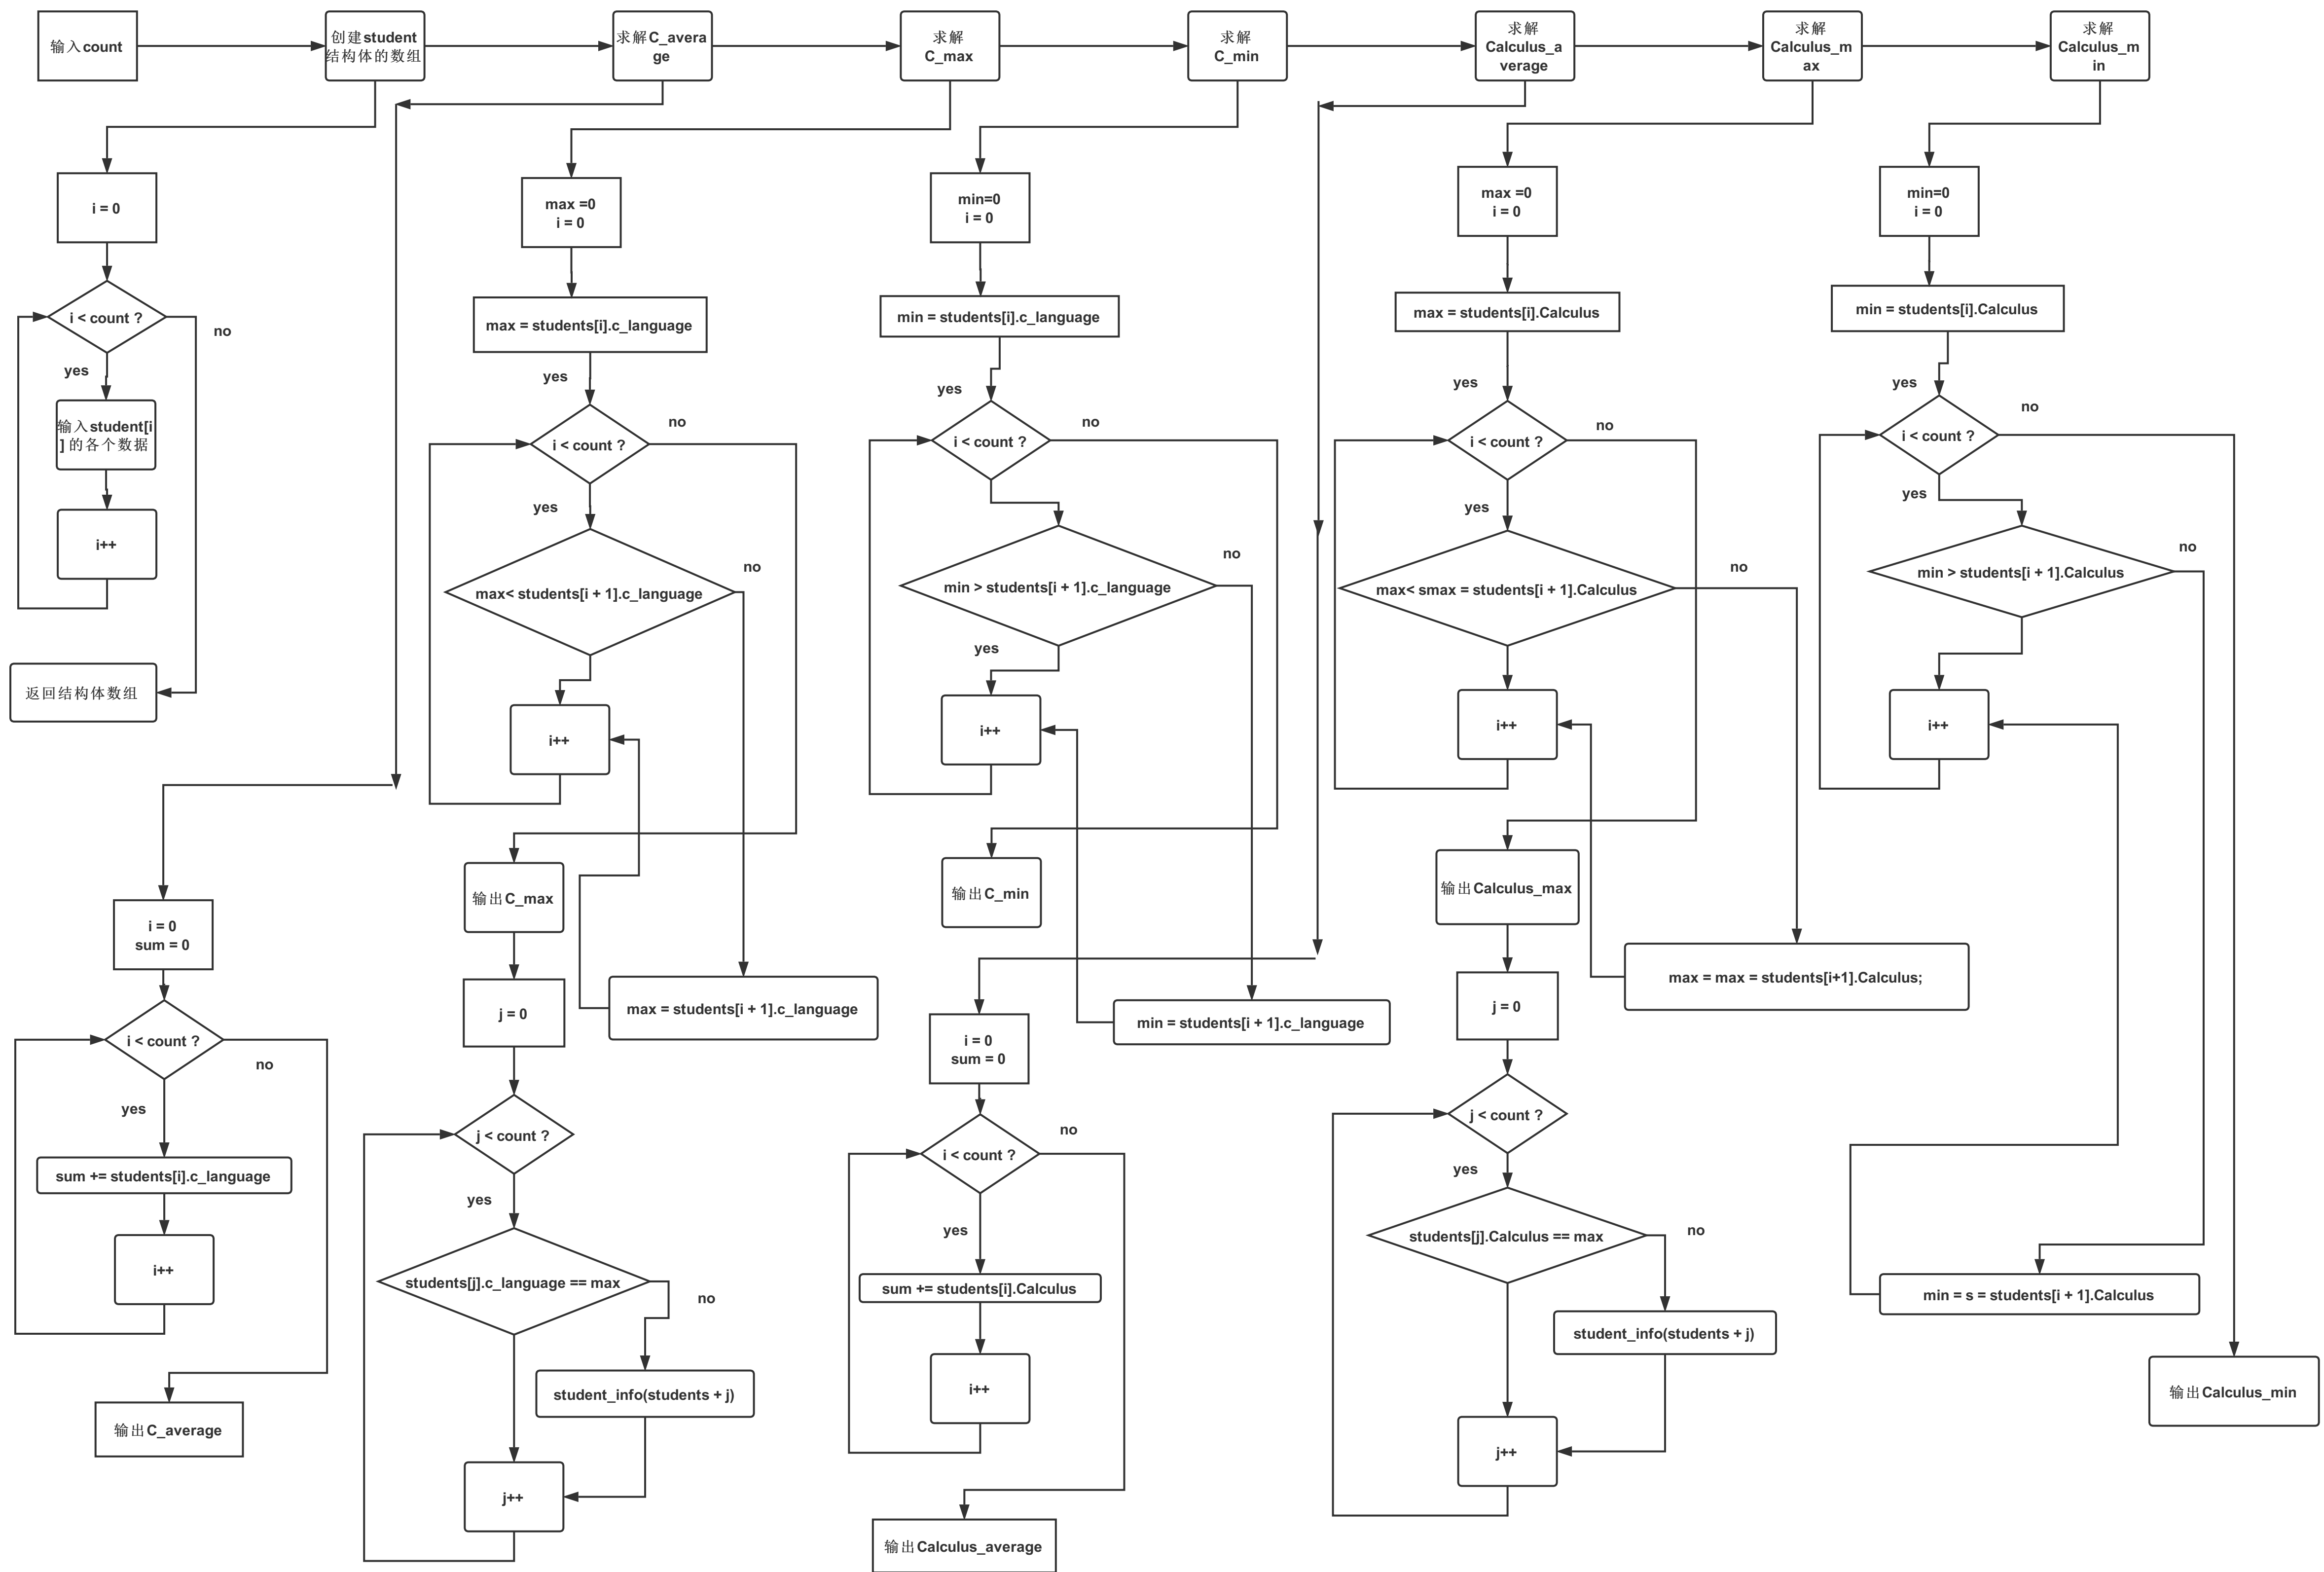 输入count
创建student
结构体的数组
求解C_avera
ge
求解
C_max
求解
C_min
求解
Calculus_a
verage
求解
Calculus_m
ax
求解
Calculus_m
in
i = 0
i < count ?
no
yes
输入student[i
] 的各个数据
i++
返回结构体数组
i = 0
sum = 0
i < count ?
no
yes
sum += students[i].c_language
i++
输出C_average
max =0
i = 0
max = students[i].c_language
yes
i < count ?
no
yes
max< students[i + 1].c_language
no
i++
输出C_max
max = students[i + 1].c_language
j = 0
j < count ?
yes
students[j].c_language == max
no
student_info(students + j)
j++
min=0
i = 0
min = students[i].c_language
yes
i < count ?
no
min > students[i + 1].c_language
no
yes
i++
输出C_min
min = students[i + 1].c_language
i = 0
sum = 0
i < count ?
no
yes
sum += students[i].Calculus
i++
输出Calculus_average
max =0
i = 0
max = students[i].Calculus
yes
i < count ?
no
yes
max< smax = students[i + 1].Calculus
no
i++
输出Calculus_max
max = max = students[i+1].Calculus;
j = 0
j < count ?
yes
students[j].Calculus == max
no
student_info(students + j)
j++
min=0
i = 0
min = students[i].Calculus
yes
i < count ?
no
yes
min > students[i + 1].Calculus
no
i++
min = s = students[i + 1].Calculus
输出Calculus_min